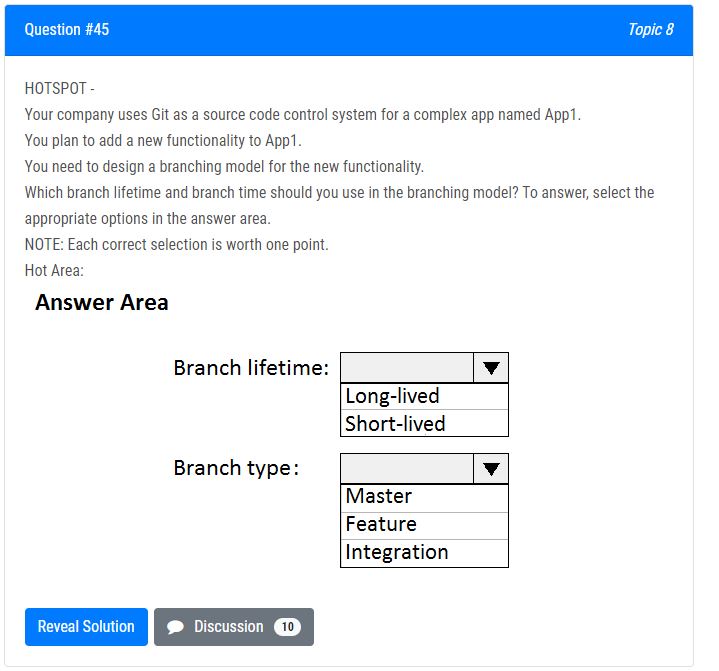 Question #45
Topic 8
HOTSPOT -
Your company uses Git as a source code control system for a complex app named App1.
You plan to add a new functionality to App1.
You need to design a branching model for the new functionality.
Which branch lifetime and branch time should you use in the branching model? To answer, select the
appropriate options in the answer area.
NOTE: Each correct selection is worth one point.
Hot Area:
Answer Area
Branch lifetime:
Long-lived
Short-lived
Branch type:
Master
Feature
Integration
Reveal Solution
Discussion 10